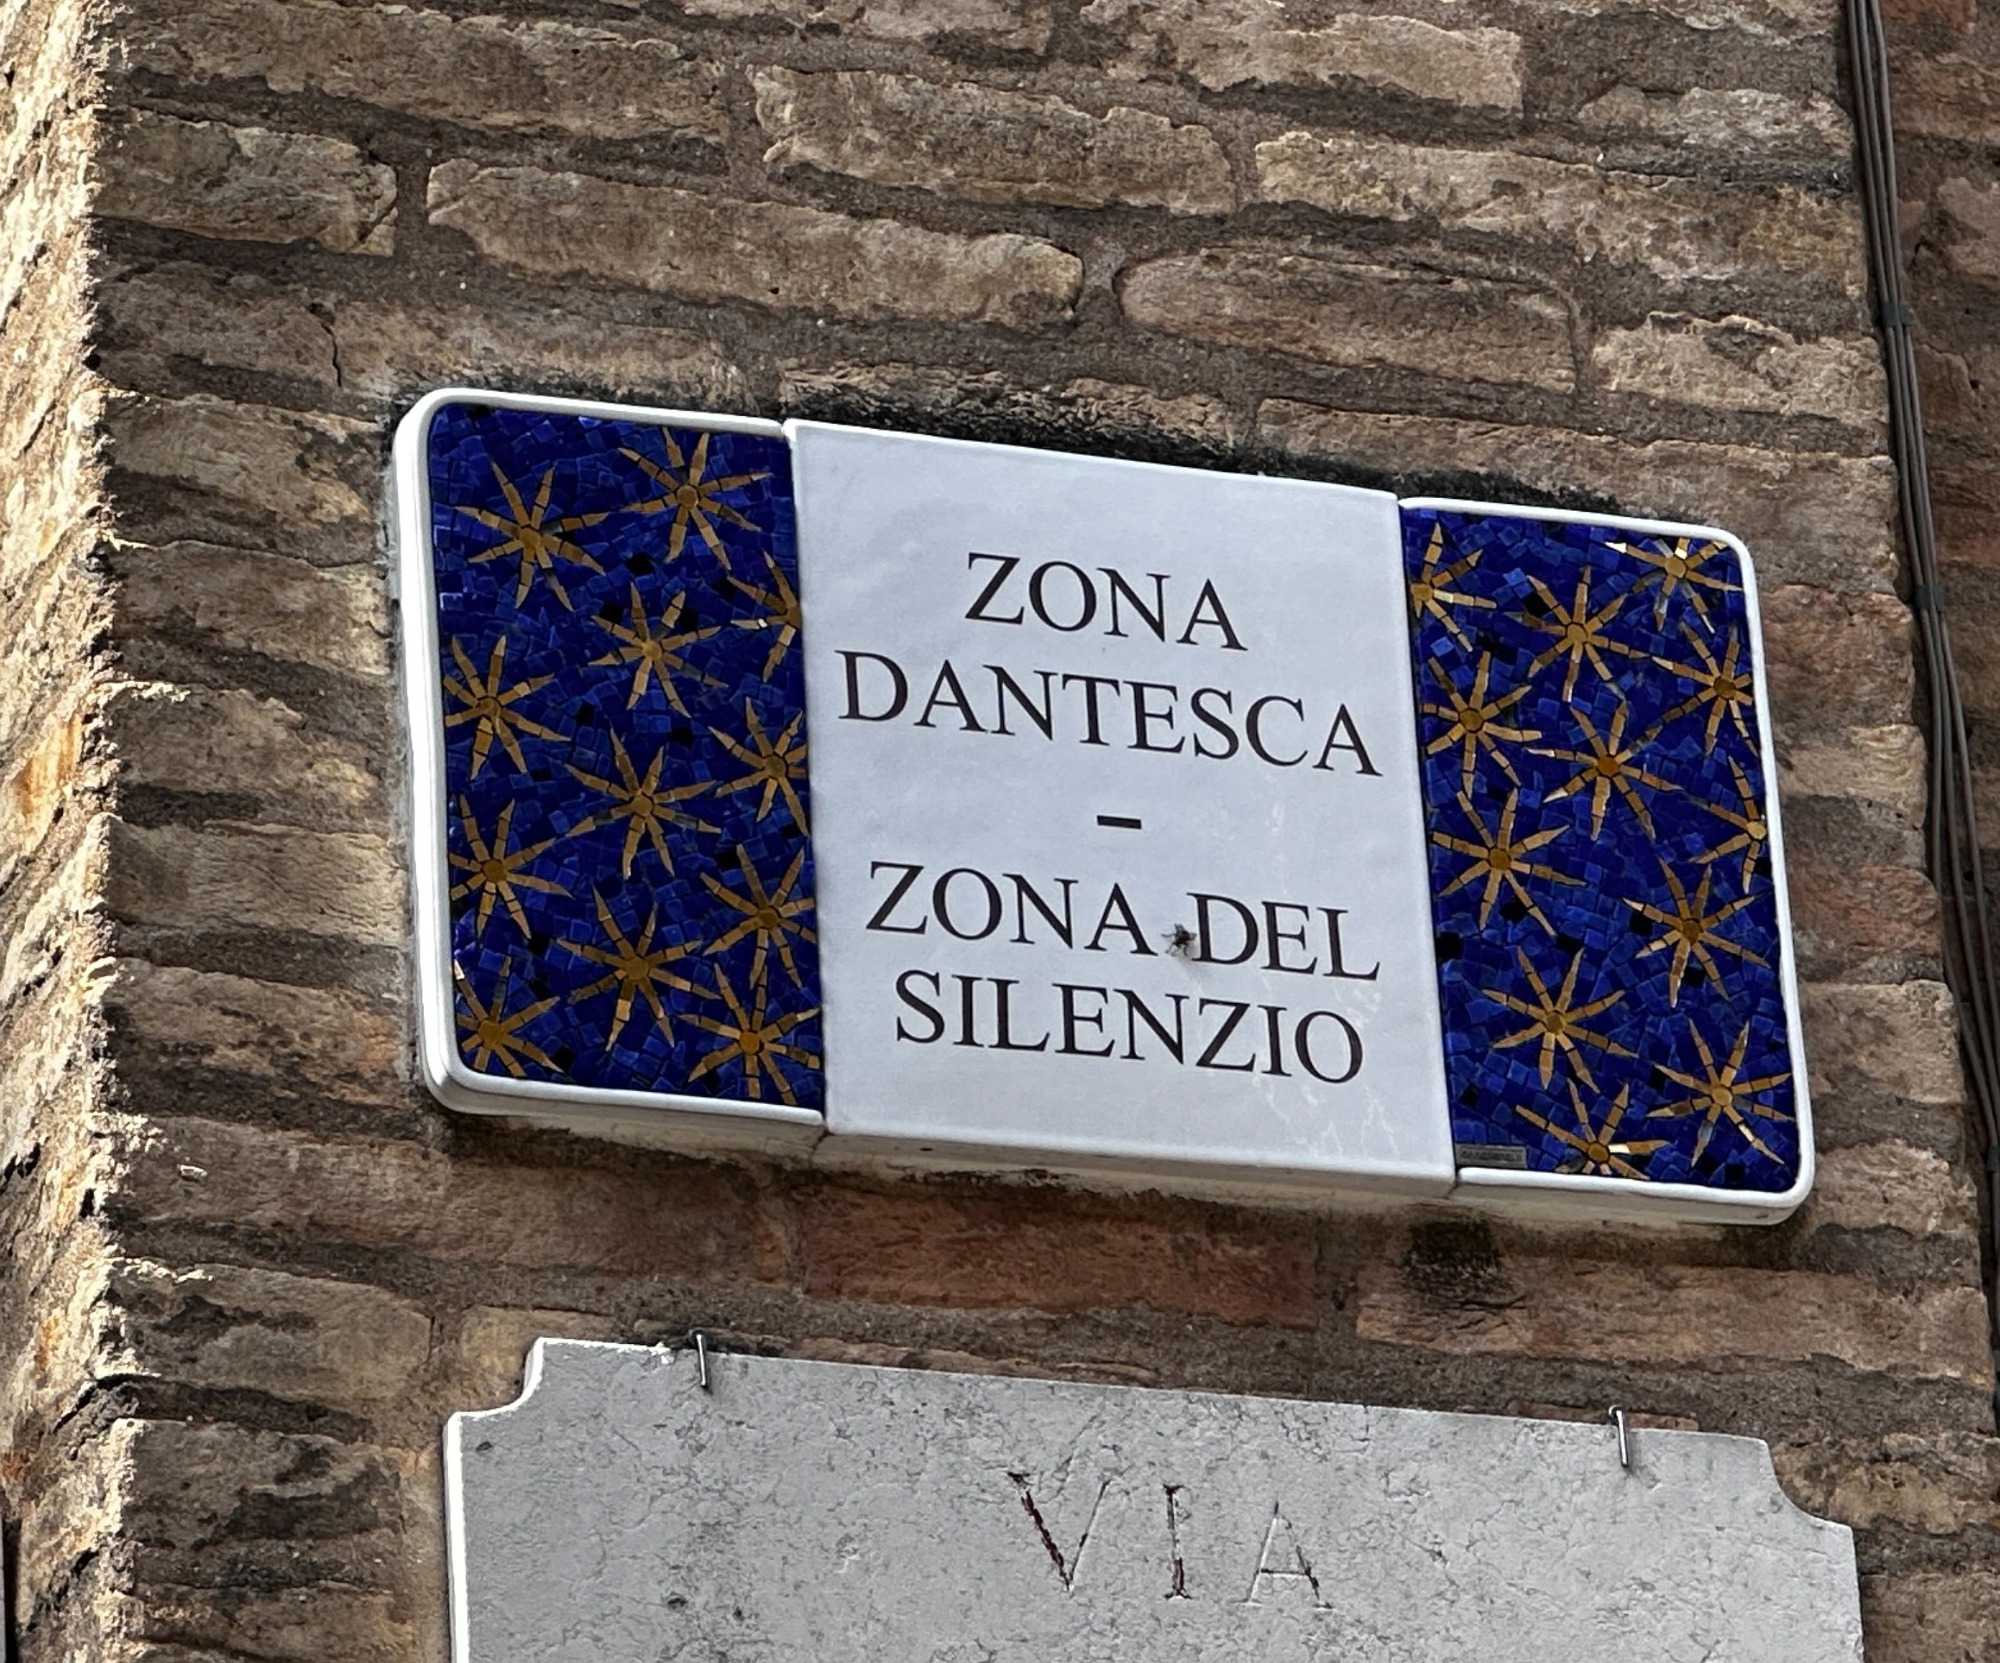 ZONA
DANTESCA
-
ZONA DEL
SILENZIO
VIA